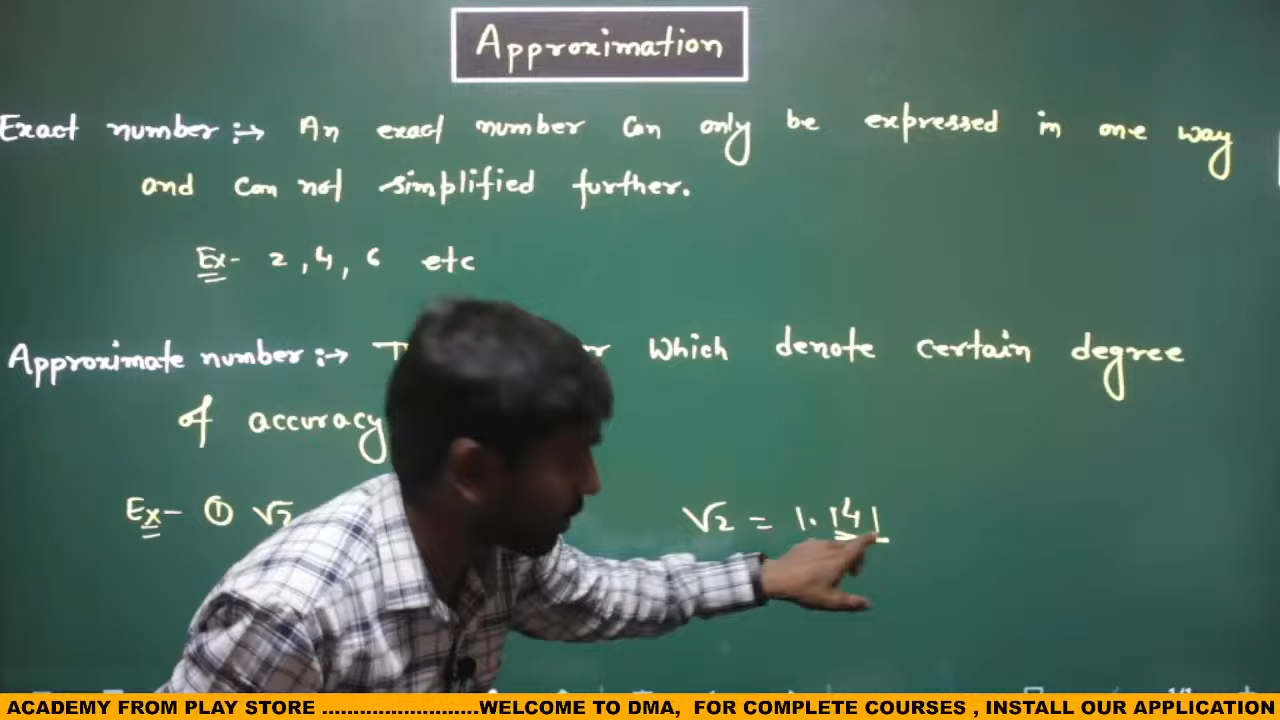 Approximation
Exact number :→ An exact number can only be expressed in one way
and can not simplified further.
Ex- 2, 4, 6 etc
Approximate number :→ which denote certain degree
of accuracy
Ex- ① √2 √2 = 1.141
ACADEMY FROM PLAY STORE ........................WELCOME TO DMA, FOR COMPLETE COURSES , INSTALL OUR APPLICATION